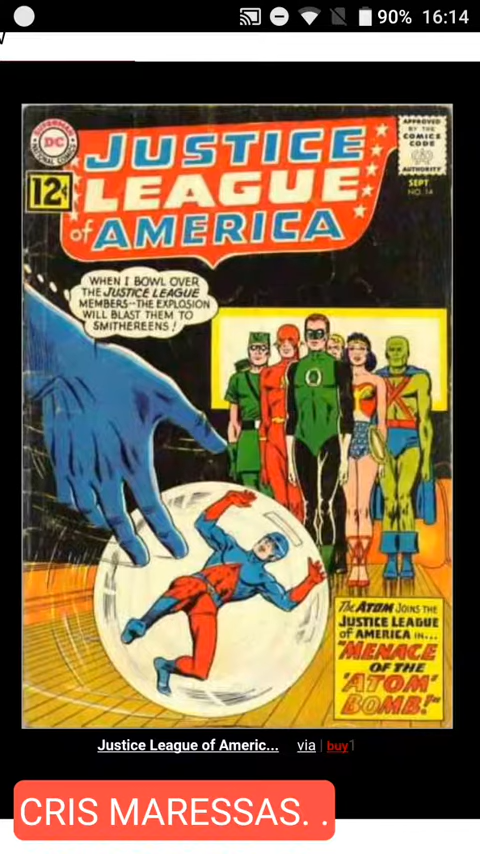 90% 16:14
SUPERMAN
DC
NATIONAL COMICS
12¢
JUSTICE
LEAGUE
of AMERICA
APPROVED
BY THE
COMICS
CODE
AUTHORITY
SEPT.
NO. 14
WHEN I BOWL OVER
THE JUSTICE LEAGUE
MEMBERS--THE EXPLOSION
WILL BLAST THEM TO
SMITHEREENS!
The ATOM JOINS THE
JUSTICE LEAGUE
OF AMERICA IN...
"MENACE
OF THE
'ATOM'
BOMB!"
Justice League of Americ... via | buy1
CRIS MARESSAS. .